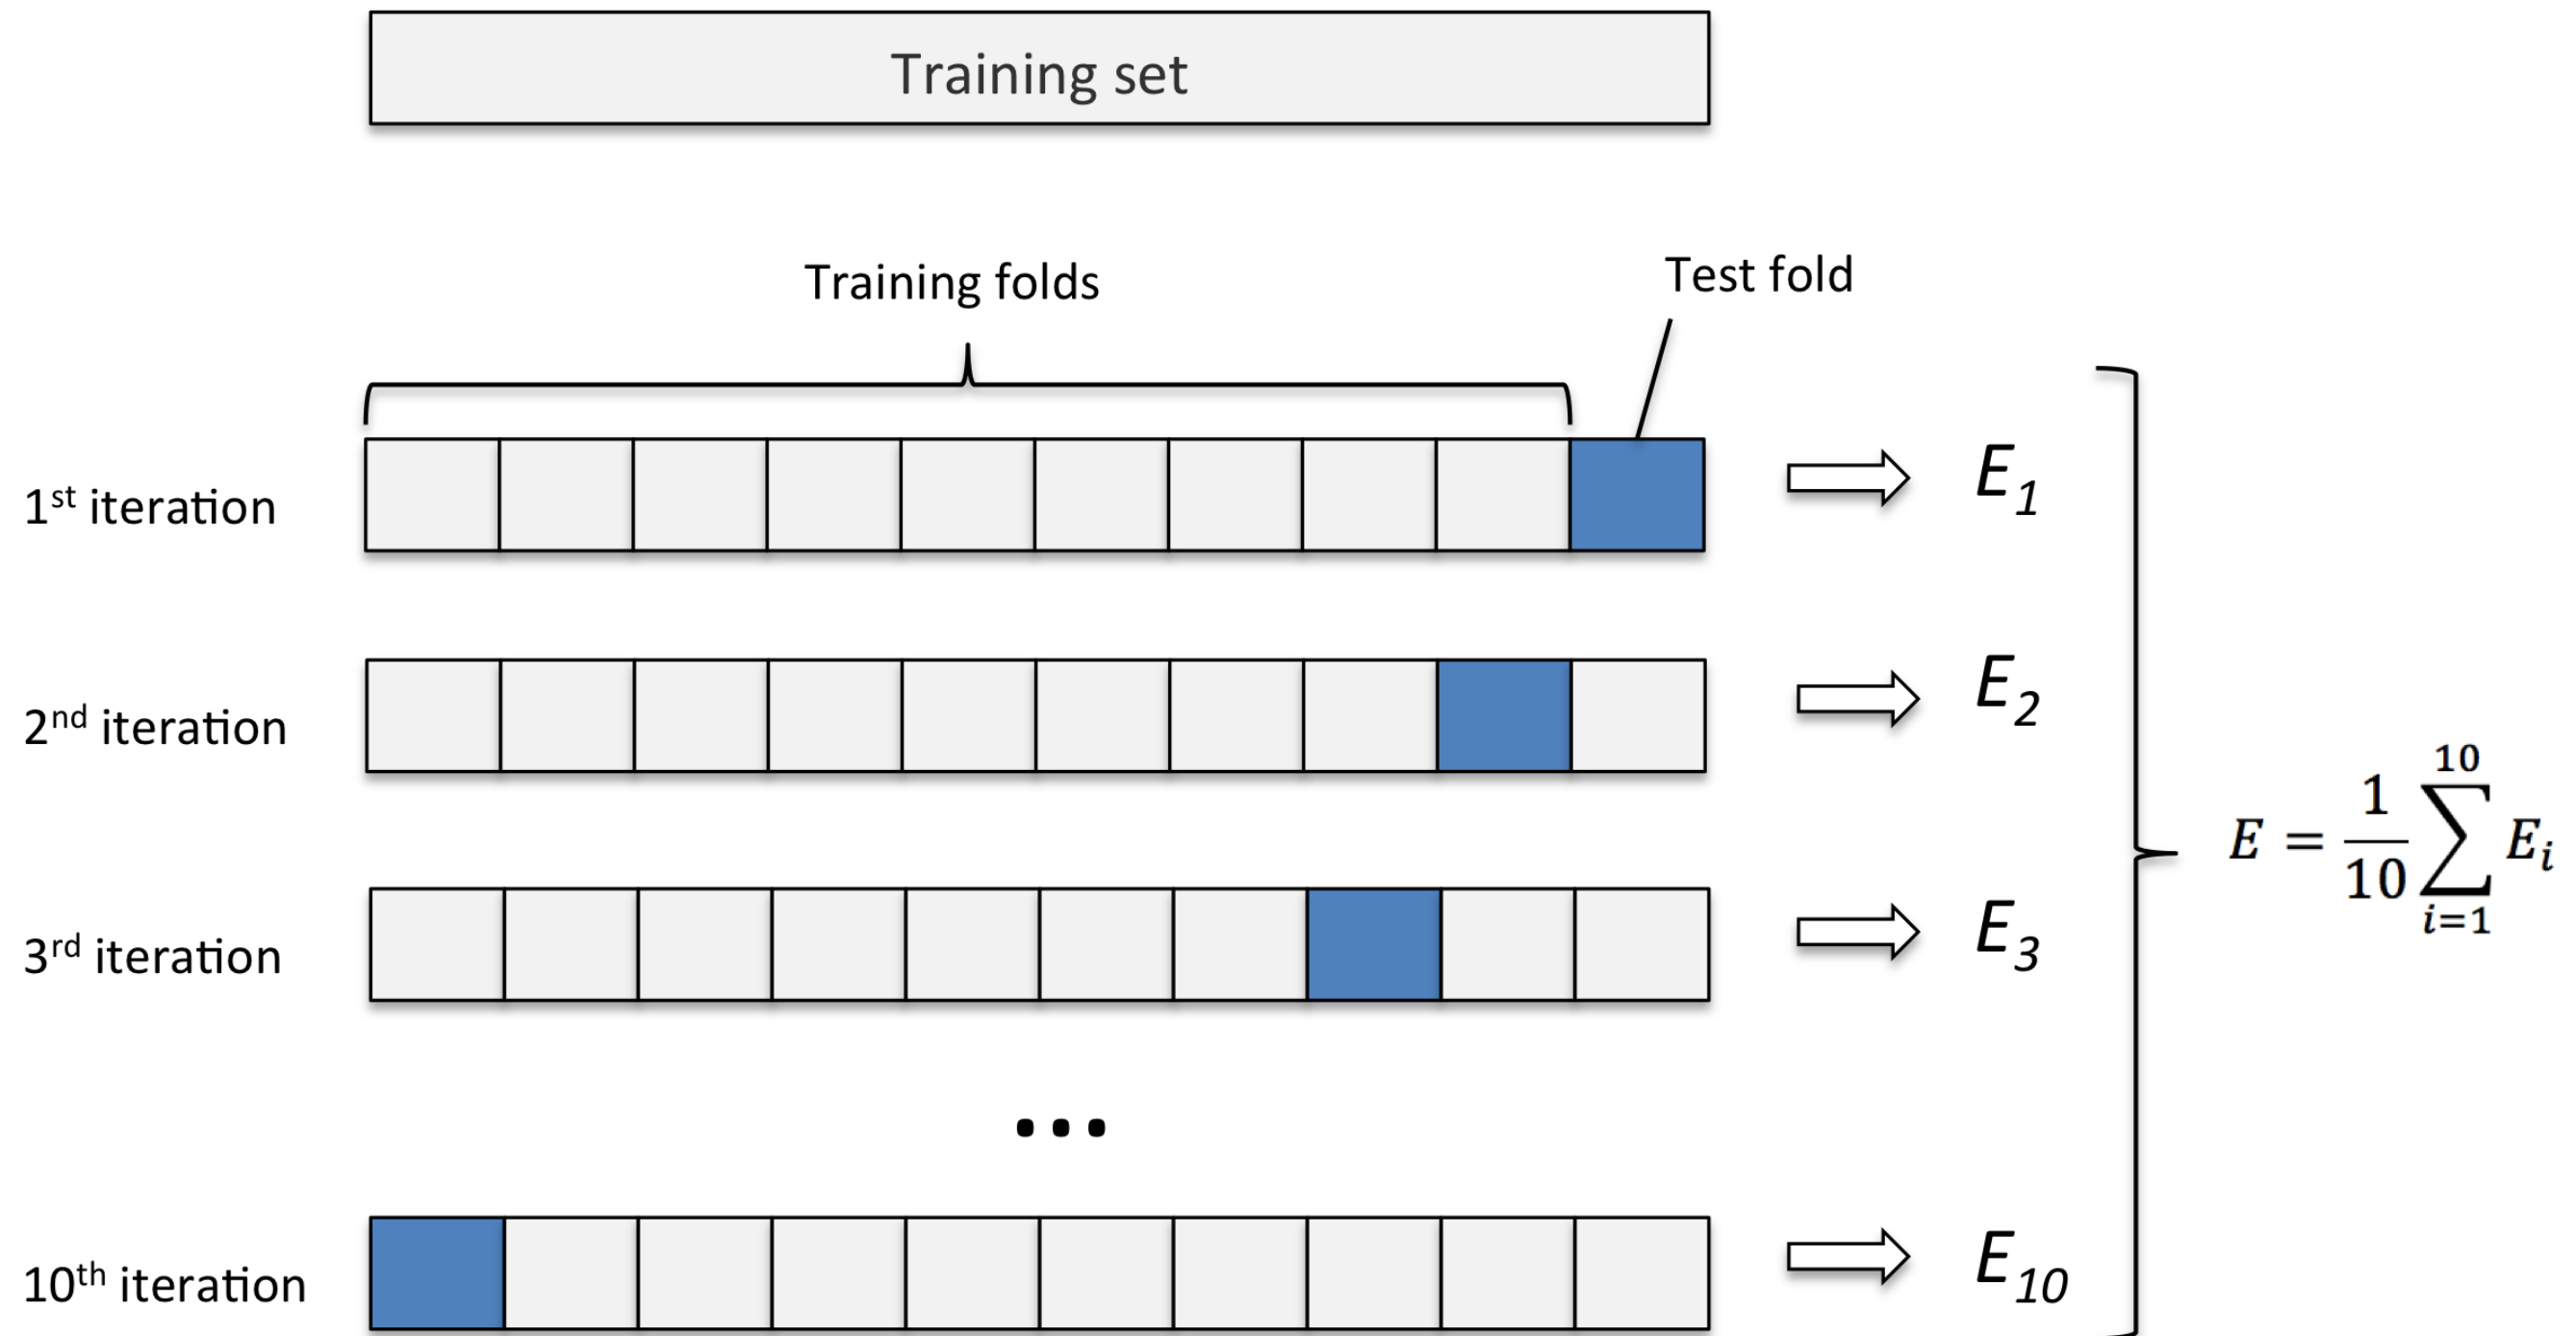 Training set
Training folds
Test fold
1st iteration
E1
2nd iteration
E2
3rd iteration
E3
E = 1/10 ∑ i=1 10 Ei
...
10th iteration
E10